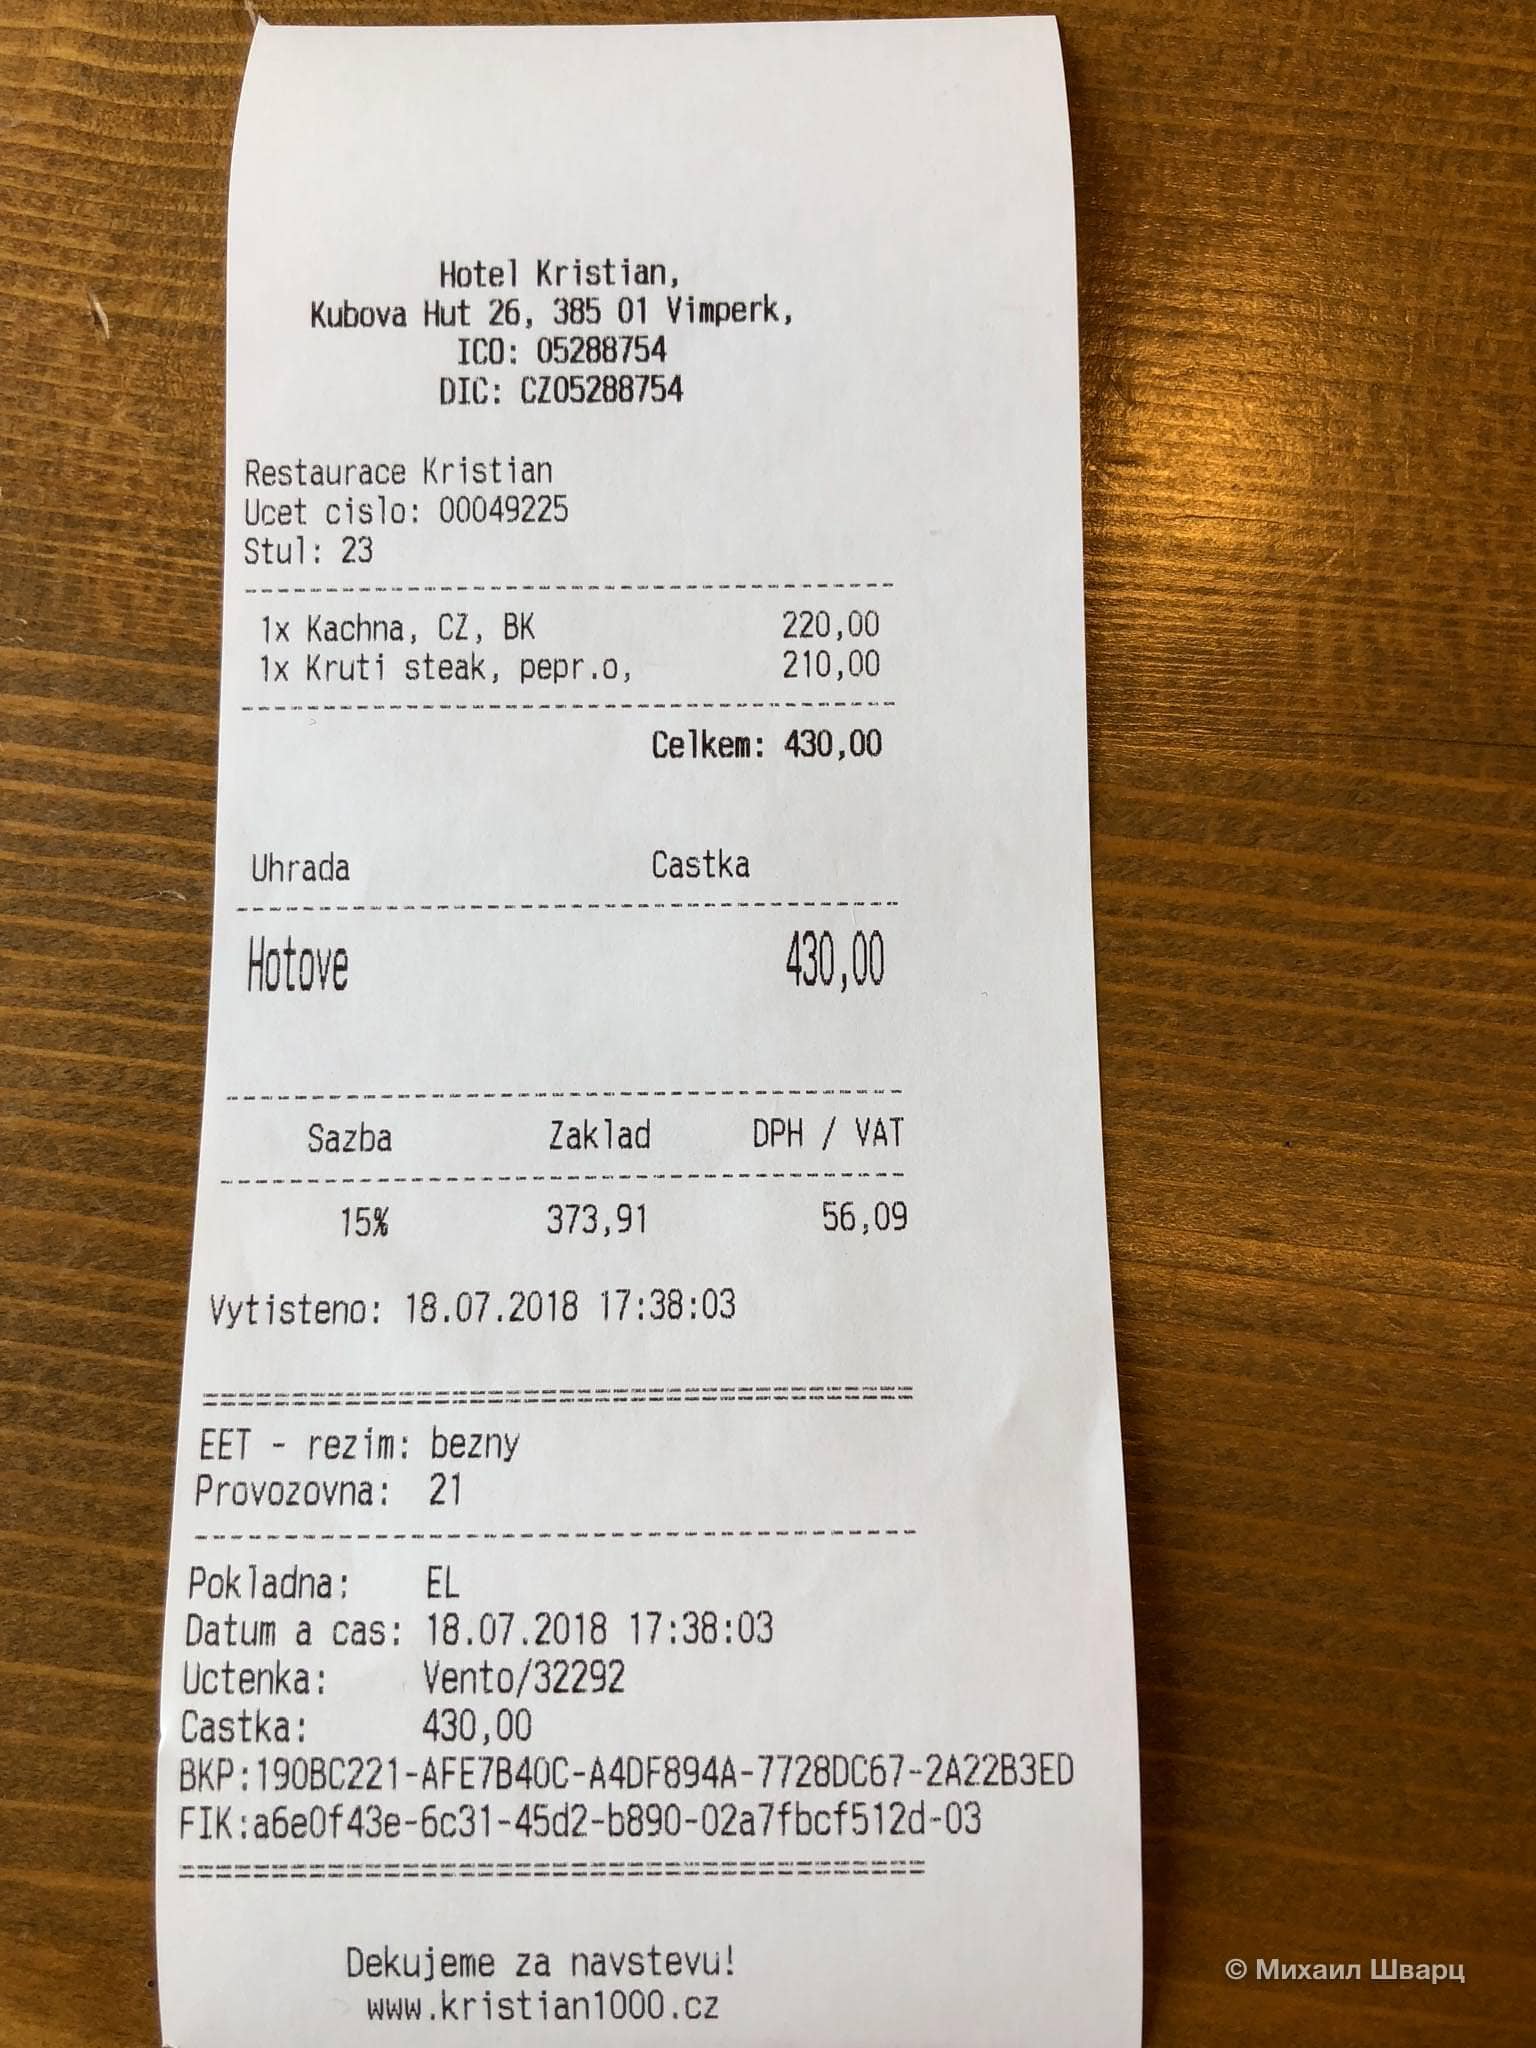 Hotel Kristian,
Kubova Hut 26, 385 01 Vimperk,
ICO: 05288754
DIC: CZ05288754
Restaurace Kristian
Ucet cislo: 00049225
Stul: 23
1x Kachna, CZ, BK 220,00
1x Kruti steak, pepr.o, 210,00
Celkem: 430,00
Uhrada Castka
Hotove 430,00
Sazba Zaklad DPH / VAT
15% 373,91 56,09
Vytisteno: 18.07.2018 17:38:03
EET - rezim: bezny
Provozovna: 21
Pokladna: EL
Datum a cas: 18.07.2018 17:38:03
Uctenka: Vento/32292
Castka: 430,00
BKP:190BC221-AFE7B40C-A4DF894A-7728DC67-2A22B3ED
FIK:a6e0f43e-6c31-45d2-b890-02a7fbcf512d-03
Dekujeme za navstevu!
www.kristian1000.cz
© Михаил Шварц